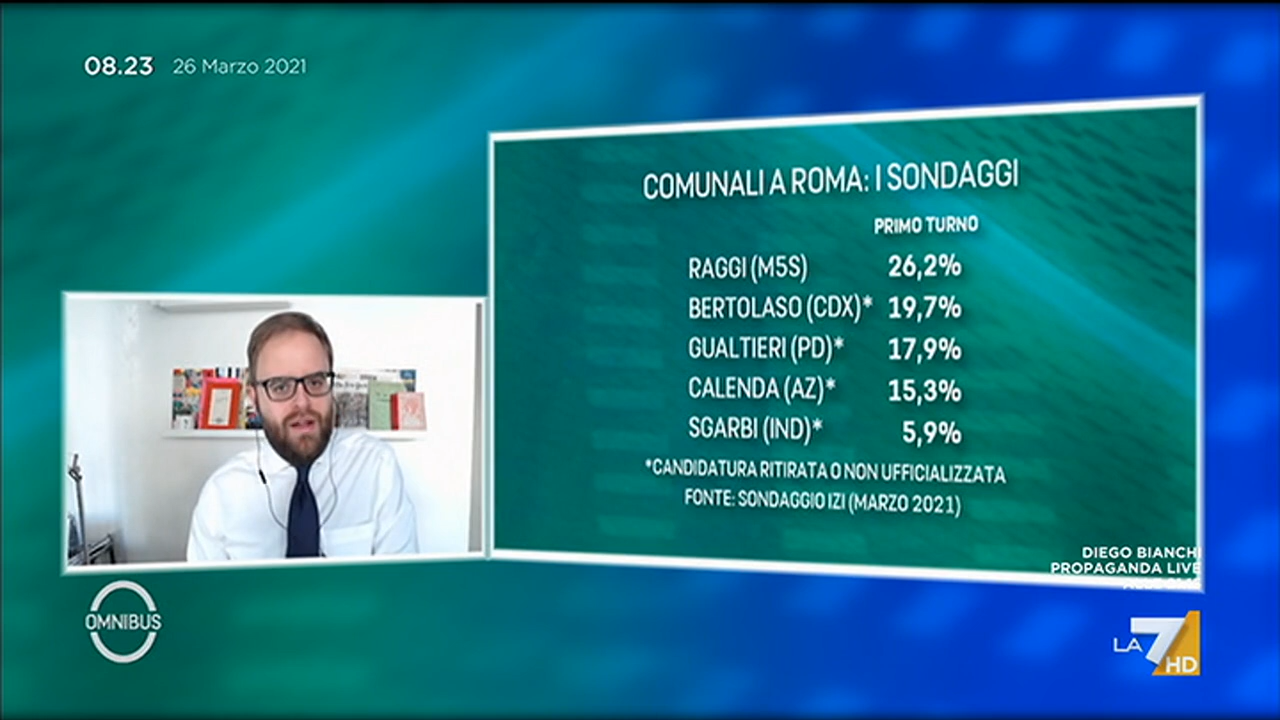 08.23 26 Marzo 2021
COMUNALI A ROMA: I SONDAGGI
PRIMO TURNO
RAGGI (M5S) 26,2%
BERTOLASO (CDX)* 19,7%
GUALTIERI (PD)* 17,9%
CALENDA (AZ)* 15,3%
SGARBI (IND)* 5,9%
*CANDIDATURA RITIRATA O NON UFFICIALIZZATA
FONTE: SONDAGGIO IZI (MARZO 2021)
DIEGO BIANCHI
PROPAGANDA LIVE
OMNIBUS
LA 7 HD